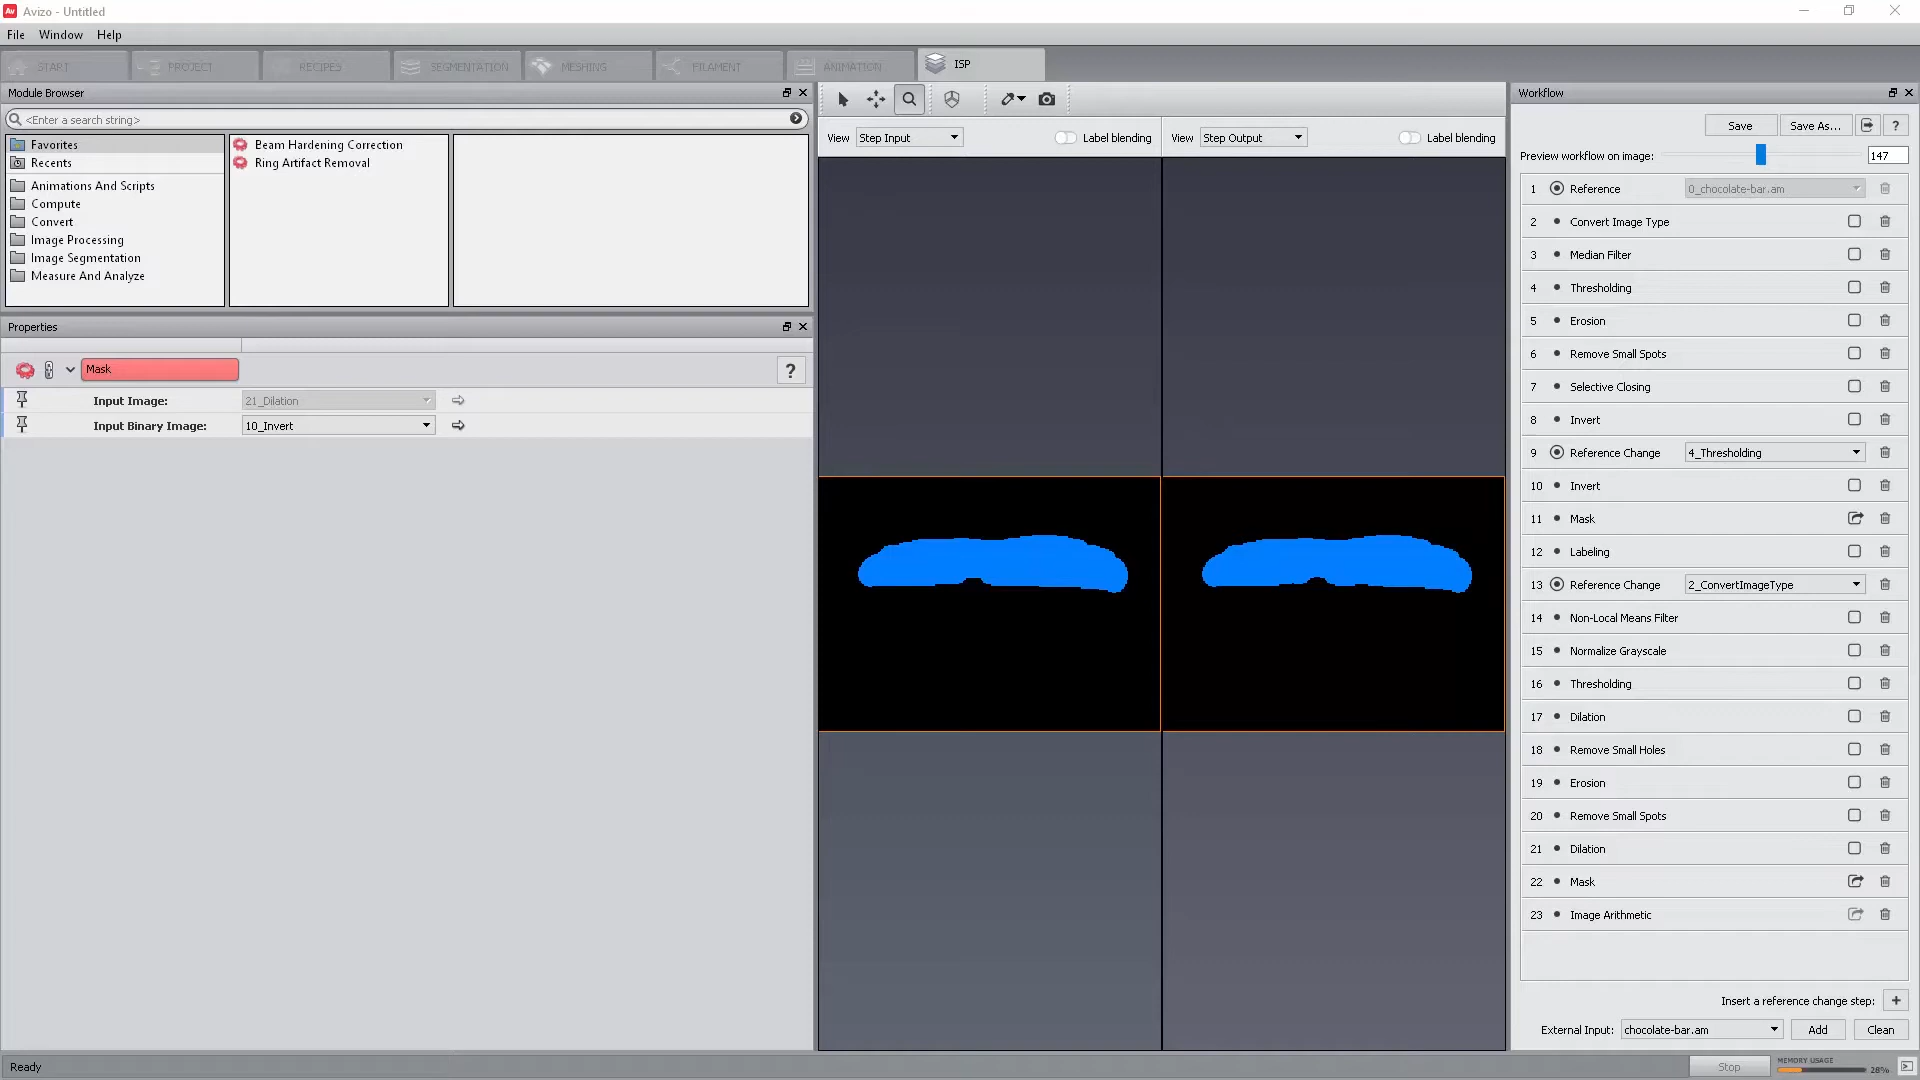 Av Avizo - Untitled
File Window Help
START PROJECT RECIPES SEGMENTATION MESHING FILAMENT ANIMATION ISP
Module Browser
<Enter a search string>
Favorites
Recents
Animations And Scripts
Compute
Convert
Image Processing
Image Segmentation
Measure And Analyze
Beam Hardening Correction
Ring Artifact Removal
Properties
Mask ?
Input Image: 21_Dilation
Input Binary Image: 10_Invert
View Step Input Label blending
View Step Output Label blending
Workflow
Save Save As... ?
Preview workflow on image: 147
1 Reference 0_chocolate-bar.am
2 Convert Image Type
3 Median Filter
4 Thresholding
5 Erosion
6 Remove Small Spots
7 Selective Closing
8 Invert
9 Reference Change 4_Thresholding
10 Invert
11 Mask
12 Labeling
13 Reference Change 2_ConvertImageType
14 Non-Local Means Filter
15 Normalize Grayscale
16 Thresholding
17 Dilation
18 Remove Small Holes
19 Erosion
20 Remove Small Spots
21 Dilation
22 Mask
23 Image Arithmetic
Insert a reference change step: +
External Input: chocolate-bar.am Add Clean
Ready
Stop
MEMORY USAGE
28%